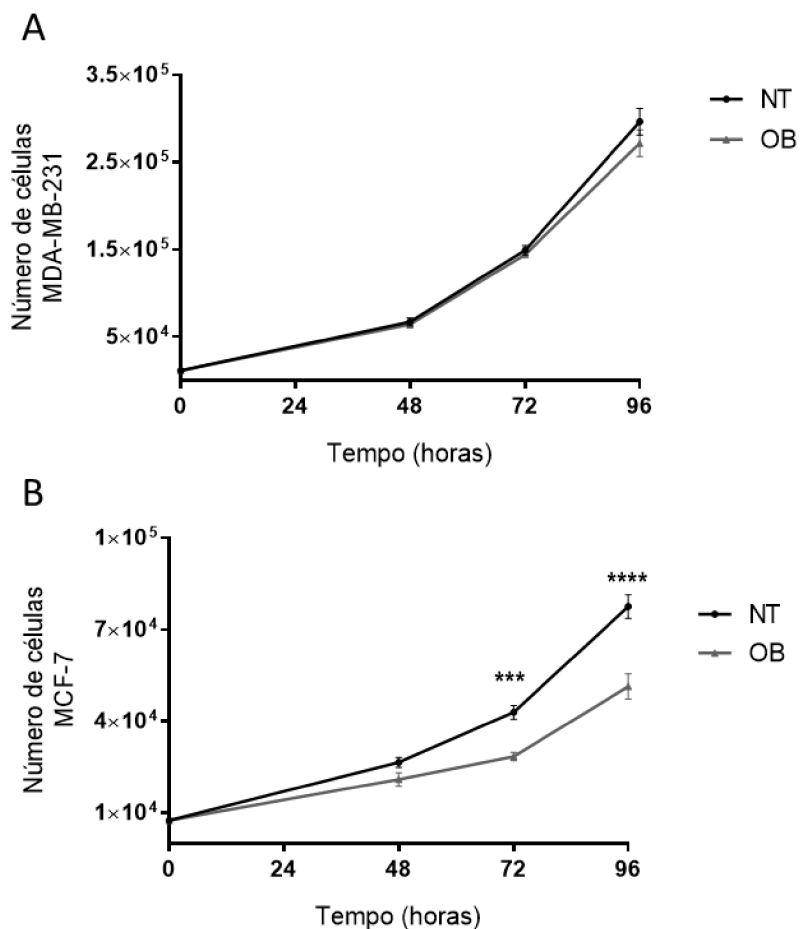 A
3.5×10⁵
2.5×10⁵
1.5×10⁵
5×10⁴
Número de células
MDA-MB-231
0 24 48 72 96
Tempo (horas)
NT
OB
B
1×10⁵
7×10⁴
4×10⁴
1×10⁴
Número de células
MCF-7
***
****
0 24 48 72 96
Tempo (horas)
NT
OB